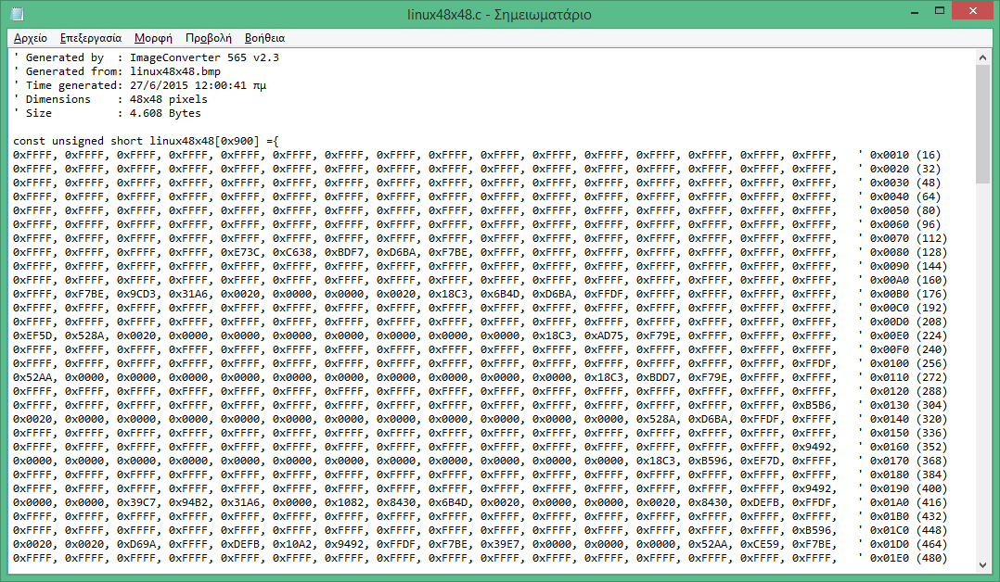 linux48x48.c - Σημειωματάριο
Αρχείο Επεξεργασία Μορφή Προβολή Βοήθεια
' Generated by  : ImageConverter 565 v2.3
' Generated from: linux48x48.bmp
' Time generated: 27/6/2015 12:00:41 πμ
' Dimensions    : 48x48 pixels
' Size          : 4.608 Bytes
const unsigned short linux48x48[0x900] ={
0xFFFF, 0xFFFF, 0xFFFF, 0xFFFF, 0xFFFF, 0xFFFF, 0xFFFF, 0xFFFF, 0xFFFF, 0xFFFF, 0xFFFF, 0xFFFF, 0xFFFF, 0xFFFF, 0xFFFF, 0xFFFF,   ' 0x0010 (16)
0xFFFF, 0xFFFF, 0xFFFF, 0xFFFF, 0xFFFF, 0xFFFF, 0xFFFF, 0xFFFF, 0xFFFF, 0xFFFF, 0xFFFF, 0xFFFF, 0xFFFF, 0xFFFF, 0xFFFF, 0xFFFF,   ' 0x0020 (32)
0xFFFF, 0xFFFF, 0xFFFF, 0xFFFF, 0xFFFF, 0xFFFF, 0xFFFF, 0xFFFF, 0xFFFF, 0xFFFF, 0xFFFF, 0xFFFF, 0xFFFF, 0xFFFF, 0xFFFF, 0xFFFF,   ' 0x0030 (48)
0xFFFF, 0xFFFF, 0xFFFF, 0xFFFF, 0xFFFF, 0xFFFF, 0xFFFF, 0xFFFF, 0xFFFF, 0xFFFF, 0xFFFF, 0xFFFF, 0xFFFF, 0xFFFF, 0xFFFF, 0xFFFF,   ' 0x0040 (64)
0xFFFF, 0xFFFF, 0xFFFF, 0xFFFF, 0xFFFF, 0xFFFF, 0xFFFF, 0xFFFF, 0xFFFF, 0xFFFF, 0xFFFF, 0xFFFF, 0xFFFF, 0xFFFF, 0xFFFF, 0xFFFF,   ' 0x0050 (80)
0xFFFF, 0xFFFF, 0xFFFF, 0xFFFF, 0xFFFF, 0xFFFF, 0xFFFF, 0xFFFF, 0xFFFF, 0xFFFF, 0xFFFF, 0xFFFF, 0xFFFF, 0xFFFF, 0xFFFF, 0xFFFF,   ' 0x0060 (96)
0xFFFF, 0xFFFF, 0xFFFF, 0xFFFF, 0xFFFF, 0xFFFF, 0xFFFF, 0xFFFF, 0xFFFF, 0xFFFF, 0xFFFF, 0xFFFF, 0xFFFF, 0xFFFF, 0xFFFF, 0xFFFF,   ' 0x0070 (112)
0xFFFF, 0xFFFF, 0xFFFF, 0xFFFF, 0xE73C, 0xC638, 0xBDF7, 0xD6BA, 0xF7BE, 0xFFFF, 0xFFFF, 0xFFFF, 0xFFFF, 0xFFFF, 0xFFFF, 0xFFFF,   ' 0x0080 (128)
0xFFFF, 0xFFFF, 0xFFFF, 0xFFFF, 0xFFFF, 0xFFFF, 0xFFFF, 0xFFFF, 0xFFFF, 0xFFFF, 0xFFFF, 0xFFFF, 0xFFFF, 0xFFFF, 0xFFFF, 0xFFFF,   ' 0x0090 (144)
0xFFFF, 0xFFFF, 0xFFFF, 0xFFFF, 0xFFFF, 0xFFFF, 0xFFFF, 0xFFFF, 0xFFFF, 0xFFFF, 0xFFFF, 0xFFFF, 0xFFFF, 0xFFFF, 0xFFFF, 0xFFFF,   ' 0x00A0 (160)
0xFFFF, 0xF7BE, 0x9CD3, 0x31A6, 0x0020, 0x0000, 0x0000, 0x0020, 0x18C3, 0x6B4D, 0xD6BA, 0xFFDF, 0xFFFF, 0xFFFF, 0xFFFF, 0xFFFF,   ' 0x00B0 (176)
0xFFFF, 0xFFFF, 0xFFFF, 0xFFFF, 0xFFFF, 0xFFFF, 0xFFFF, 0xFFFF, 0xFFFF, 0xFFFF, 0xFFFF, 0xFFFF, 0xFFFF, 0xFFFF, 0xFFFF, 0xFFFF,   ' 0x00C0 (192)
0xFFFF, 0xFFFF, 0xFFFF, 0xFFFF, 0xFFFF, 0xFFFF, 0xFFFF, 0xFFFF, 0xFFFF, 0xFFFF, 0xFFFF, 0xFFFF, 0xFFFF, 0xFFFF, 0xFFFF, 0xFFFF,   ' 0x00D0 (208)
0xEF5D, 0x528A, 0x0020, 0x0000, 0x0000, 0x0000, 0x0000, 0x0000, 0x0000, 0x0000, 0x18C3, 0xAD75, 0xF79E, 0xFFFF, 0xFFFF, 0xFFFF,   ' 0x00E0 (224)
0xFFFF, 0xFFFF, 0xFFFF, 0xFFFF, 0xFFFF, 0xFFFF, 0xFFFF, 0xFFFF, 0xFFFF, 0xFFFF, 0xFFFF, 0xFFFF, 0xFFFF, 0xFFFF, 0xFFFF, 0xFFFF,   ' 0x00F0 (240)
0xFFFF, 0xFFFF, 0xFFFF, 0xFFFF, 0xFFFF, 0xFFFF, 0xFFFF, 0xFFFF, 0xFFFF, 0xFFFF, 0xFFFF, 0xFFFF, 0xFFFF, 0xFFFF, 0xFFFF, 0xFFDF,   ' 0x0100 (256)
0x52AA, 0x0000, 0x0000, 0x0000, 0x0000, 0x0000, 0x0000, 0x0000, 0x0000, 0x0000, 0x0000, 0x18C3, 0xBDD7, 0xF79E, 0xFFFF, 0xFFFF,   ' 0x0110 (272)
0xFFFF, 0xFFFF, 0xFFFF, 0xFFFF, 0xFFFF, 0xFFFF, 0xFFFF, 0xFFFF, 0xFFFF, 0xFFFF, 0xFFFF, 0xFFFF, 0xFFFF, 0xFFFF, 0xFFFF, 0xFFFF,   ' 0x0120 (288)
0xFFFF, 0xFFFF, 0xFFFF, 0xFFFF, 0xFFFF, 0xFFFF, 0xFFFF, 0xFFFF, 0xFFFF, 0xFFFF, 0xFFFF, 0xFFFF, 0xFFFF, 0xFFFF, 0xFFFF, 0xB5B6,   ' 0x0130 (304)
0x0020, 0x0000, 0x0000, 0x0000, 0x0000, 0x0000, 0x0000, 0x0000, 0x0000, 0x0000, 0x0000, 0x0000, 0x528A, 0xD6BA, 0xFFDF, 0xFFFF,   ' 0x0140 (320)
0xFFFF, 0xFFFF, 0xFFFF, 0xFFFF, 0xFFFF, 0xFFFF, 0xFFFF, 0xFFFF, 0xFFFF, 0xFFFF, 0xFFFF, 0xFFFF, 0xFFFF, 0xFFFF, 0xFFFF, 0xFFFF,   ' 0x0150 (336)
0xFFFF, 0xFFFF, 0xFFFF, 0xFFFF, 0xFFFF, 0xFFFF, 0xFFFF, 0xFFFF, 0xFFFF, 0xFFFF, 0xFFFF, 0xFFFF, 0xFFFF, 0xFFFF, 0xFFFF, 0x9492,   ' 0x0160 (352)
0x0000, 0x0000, 0x0000, 0x0000, 0x0000, 0x0000, 0x0000, 0x0000, 0x0000, 0x0000, 0x0000, 0x0000, 0x18C3, 0xB596, 0xEF7D, 0xFFFF,   ' 0x0170 (368)
0xFFFF, 0xFFFF, 0xFFFF, 0xFFFF, 0xFFFF, 0xFFFF, 0xFFFF, 0xFFFF, 0xFFFF, 0xFFFF, 0xFFFF, 0xFFFF, 0xFFFF, 0xFFFF, 0xFFFF, 0xFFFF,   ' 0x0180 (384)
0xFFFF, 0xFFFF, 0xFFFF, 0xFFFF, 0xFFFF, 0xFFFF, 0xFFFF, 0xFFFF, 0xFFFF, 0xFFFF, 0xFFFF, 0xFFFF, 0xFFFF, 0xFFFF, 0xFFFF, 0x9492,   ' 0x0190 (400)
0x0000, 0x0000, 0x39C7, 0x94B2, 0x31A6, 0x0000, 0x1082, 0x8430, 0x6B4D, 0x0020, 0x0000, 0x0000, 0x0020, 0x8430, 0xDEFB, 0xFFDF,   ' 0x01A0 (416)
0xFFFF, 0xFFFF, 0xFFFF, 0xFFFF, 0xFFFF, 0xFFFF, 0xFFFF, 0xFFFF, 0xFFFF, 0xFFFF, 0xFFFF, 0xFFFF, 0xFFFF, 0xFFFF, 0xFFFF, 0xFFFF,   ' 0x01B0 (432)
0xFFFF, 0xFFFF, 0xFFFF, 0xFFFF, 0xFFFF, 0xFFFF, 0xFFFF, 0xFFFF, 0xFFFF, 0xFFFF, 0xFFFF, 0xFFFF, 0xFFFF, 0xFFFF, 0xFFFF, 0xB596,   ' 0x01C0 (448)
0x0020, 0x0020, 0xD69A, 0xFFFF, 0xDEFB, 0x10A2, 0x9492, 0xFFDF, 0xF7BE, 0x39E7, 0x0000, 0x0000, 0x0000, 0x52AA, 0xCE59, 0xF7BE,   ' 0x01D0 (464)
0xFFFF, 0xFFFF, 0xFFFF, 0xFFFF, 0xFFFF, 0xFFFF, 0xFFFF, 0xFFFF, 0xFFFF, 0xFFFF, 0xFFFF, 0xFFFF, 0xFFFF, 0xFFFF, 0xFFFF, 0xFFFF,   ' 0x01E0 (480)